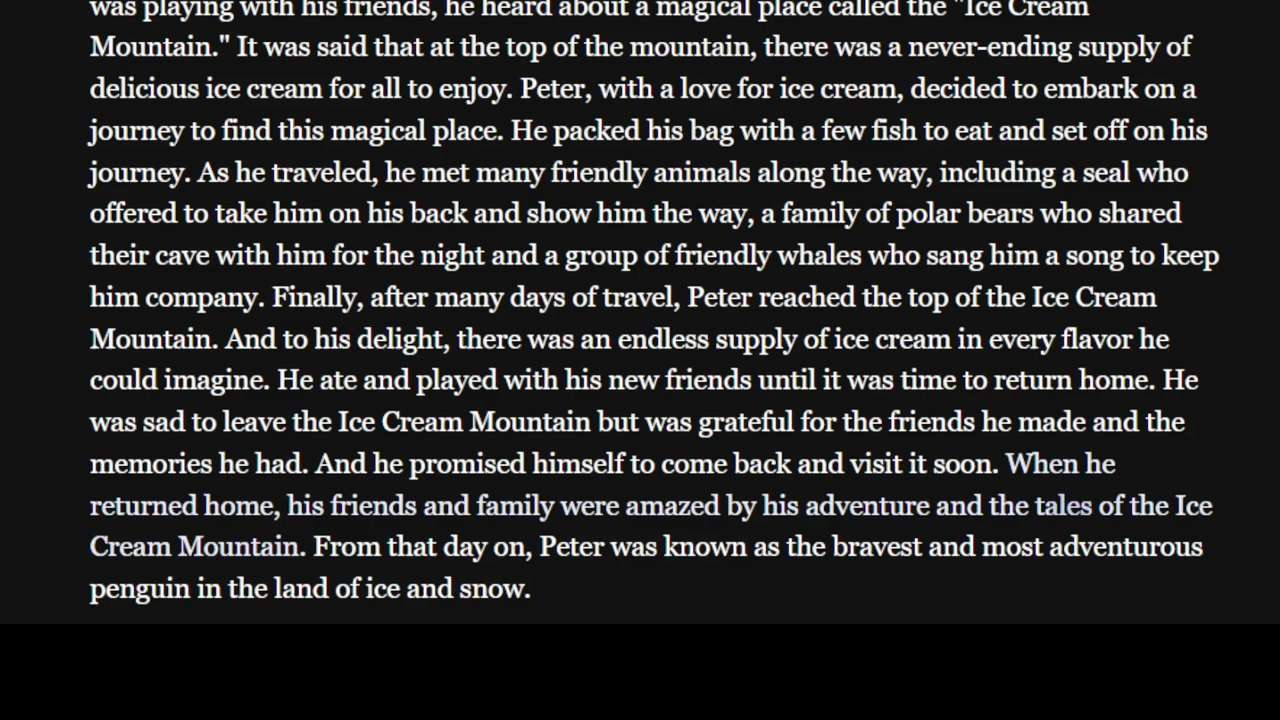 was playing with his friends, he heard about a magical place called the "Ice Cream
Mountain." It was said that at the top of the mountain, there was a never-ending supply of
delicious ice cream for all to enjoy. Peter, with a love for ice cream, decided to embark on a
journey to find this magical place. He packed his bag with a few fish to eat and set off on his
journey. As he traveled, he met many friendly animals along the way, including a seal who
offered to take him on his back and show him the way, a family of polar bears who shared
their cave with him for the night and a group of friendly whales who sang him a song to keep
him company. Finally, after many days of travel, Peter reached the top of the Ice Cream
Mountain. And to his delight, there was an endless supply of ice cream in every flavor he
could imagine. He ate and played with his new friends until it was time to return home. He
was sad to leave the Ice Cream Mountain but was grateful for the friends he made and the
memories he had. And he promised himself to come back and visit it soon. When he
returned home, his friends and family were amazed by his adventure and the tales of the Ice
Cream Mountain. From that day on, Peter was known as the bravest and most adventurous
penguin in the land of ice and snow.